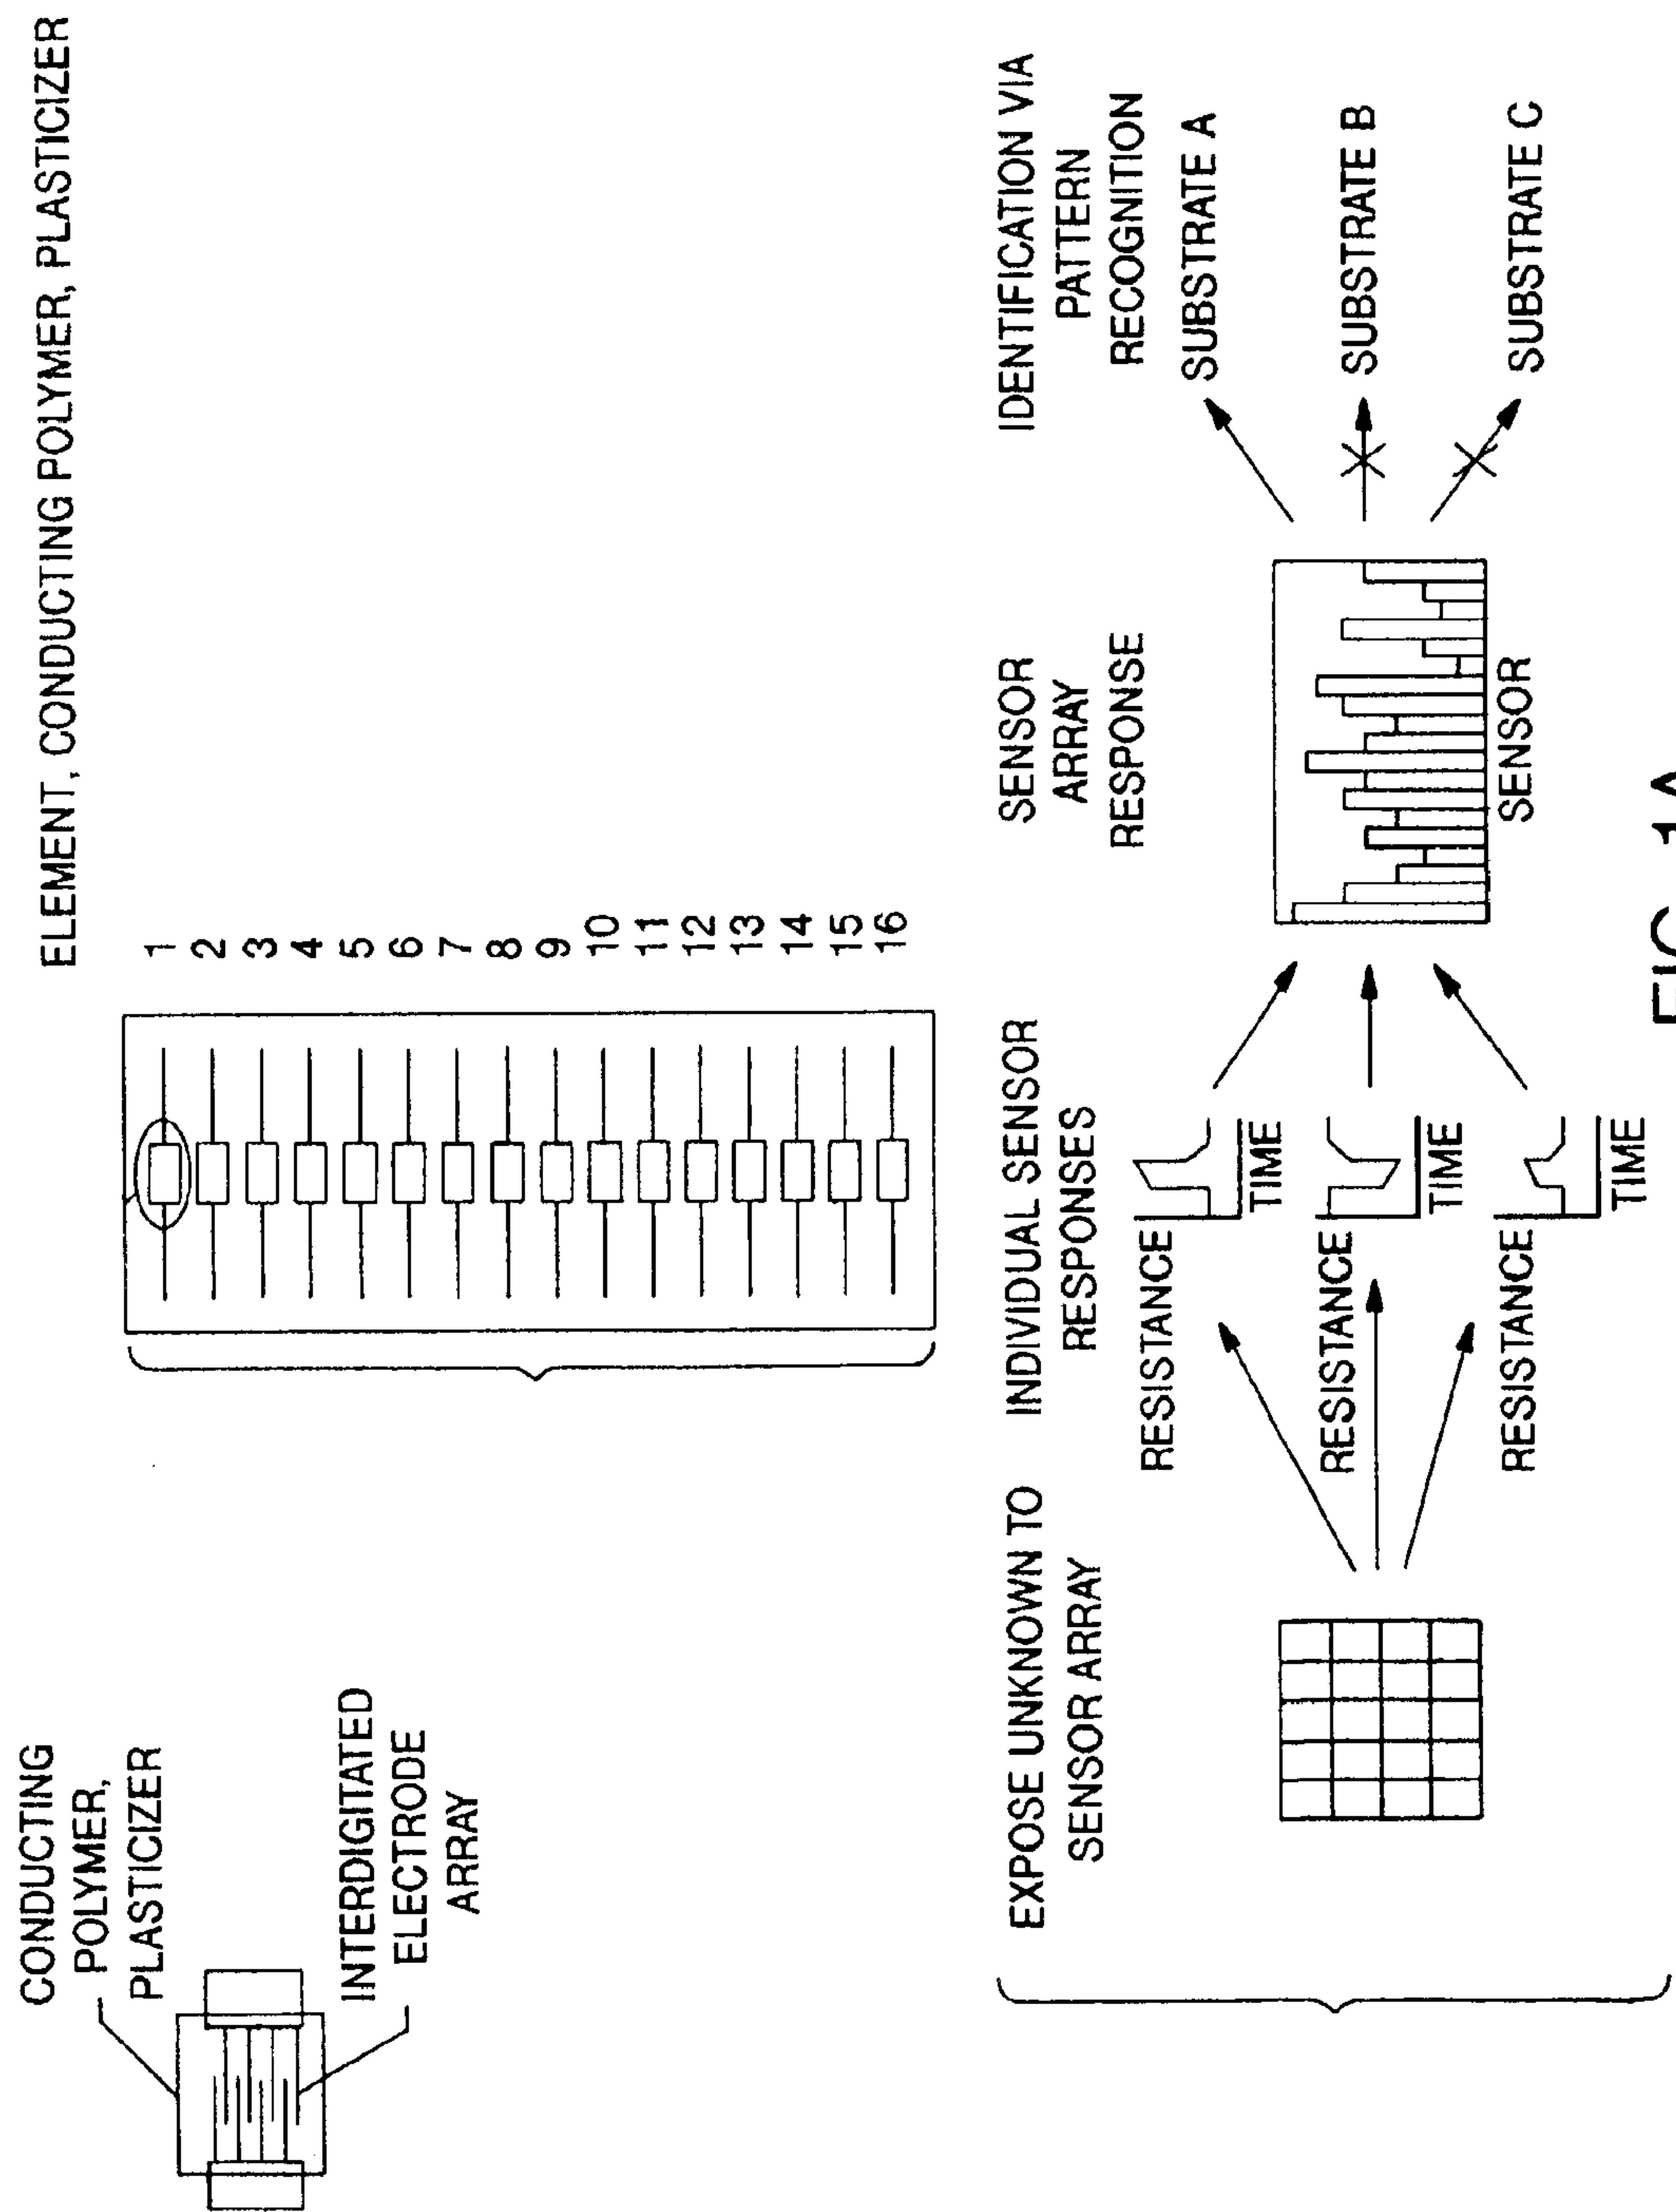 CONDUCTING
POLYMER,
PLASTICIZER
INTERDIGITATED
ELECTRODE
ARRAY
ELEMENT, CONDUCTING POLYMER, PLASTICIZER
1
2
3
4
5
6
7
8
9
10
11
12
13
14
15
16
EXPOSE UNKNOWN TO
SENSOR ARRAY
INDIVIDUAL SENSOR
RESPONSES
RESISTANCE
TIME
RESISTANCE
TIME
RESISTANCE
TIME
SENSOR
ARRAY
RESPONSE
SENSOR
IDENTIFICATION VIA
PATTERN
RECOGNITION
SUBSTRATE A
SUBSTRATE B
SUBSTRATE C